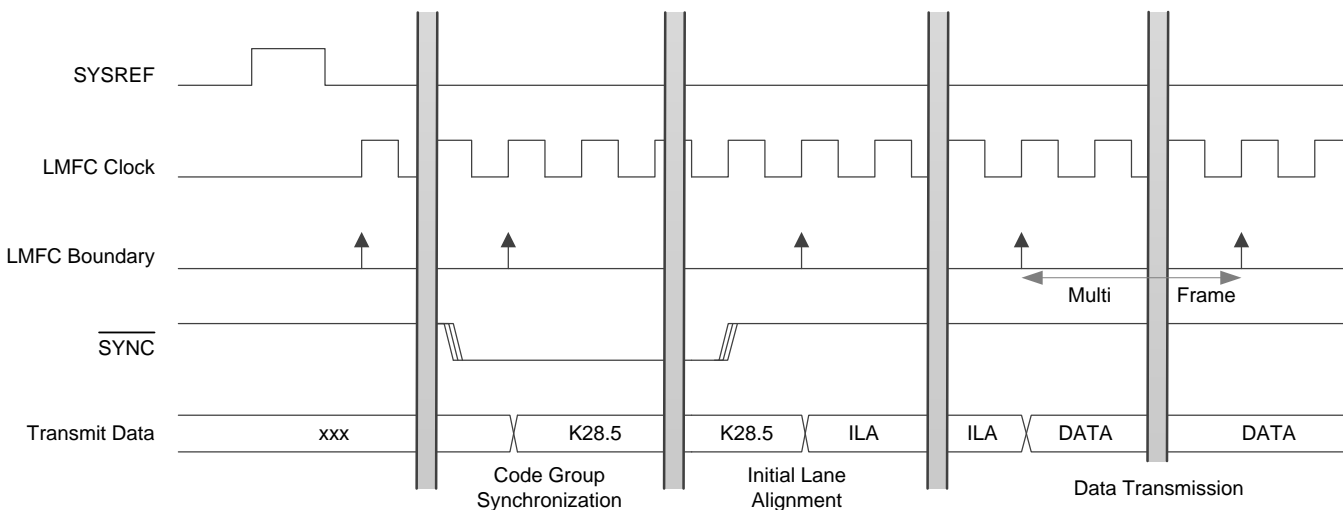 SYSREF
LMFC Clock
LMFC Boundary
Multi Frame
SYNC
Transmit Data
xxx K28.5 K28.5 ILA ILA DATA DATA
Code Group
Synchronization
Initial Lane
Alignment
Data Transmission